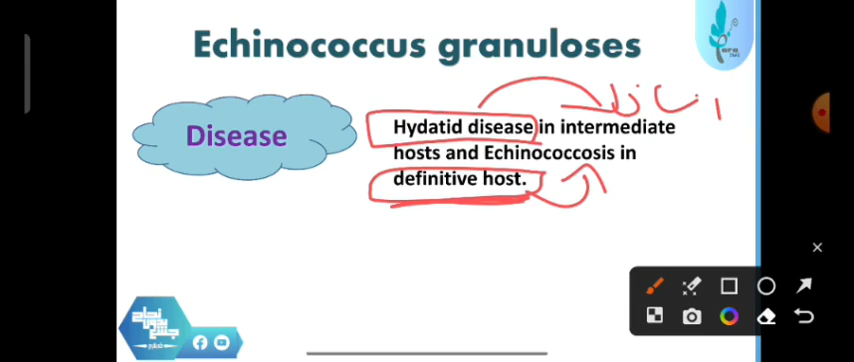 Echinococcus granuloses
Disease
Hydatid disease in intermediate
hosts and Echinococcosis in
definitive host.